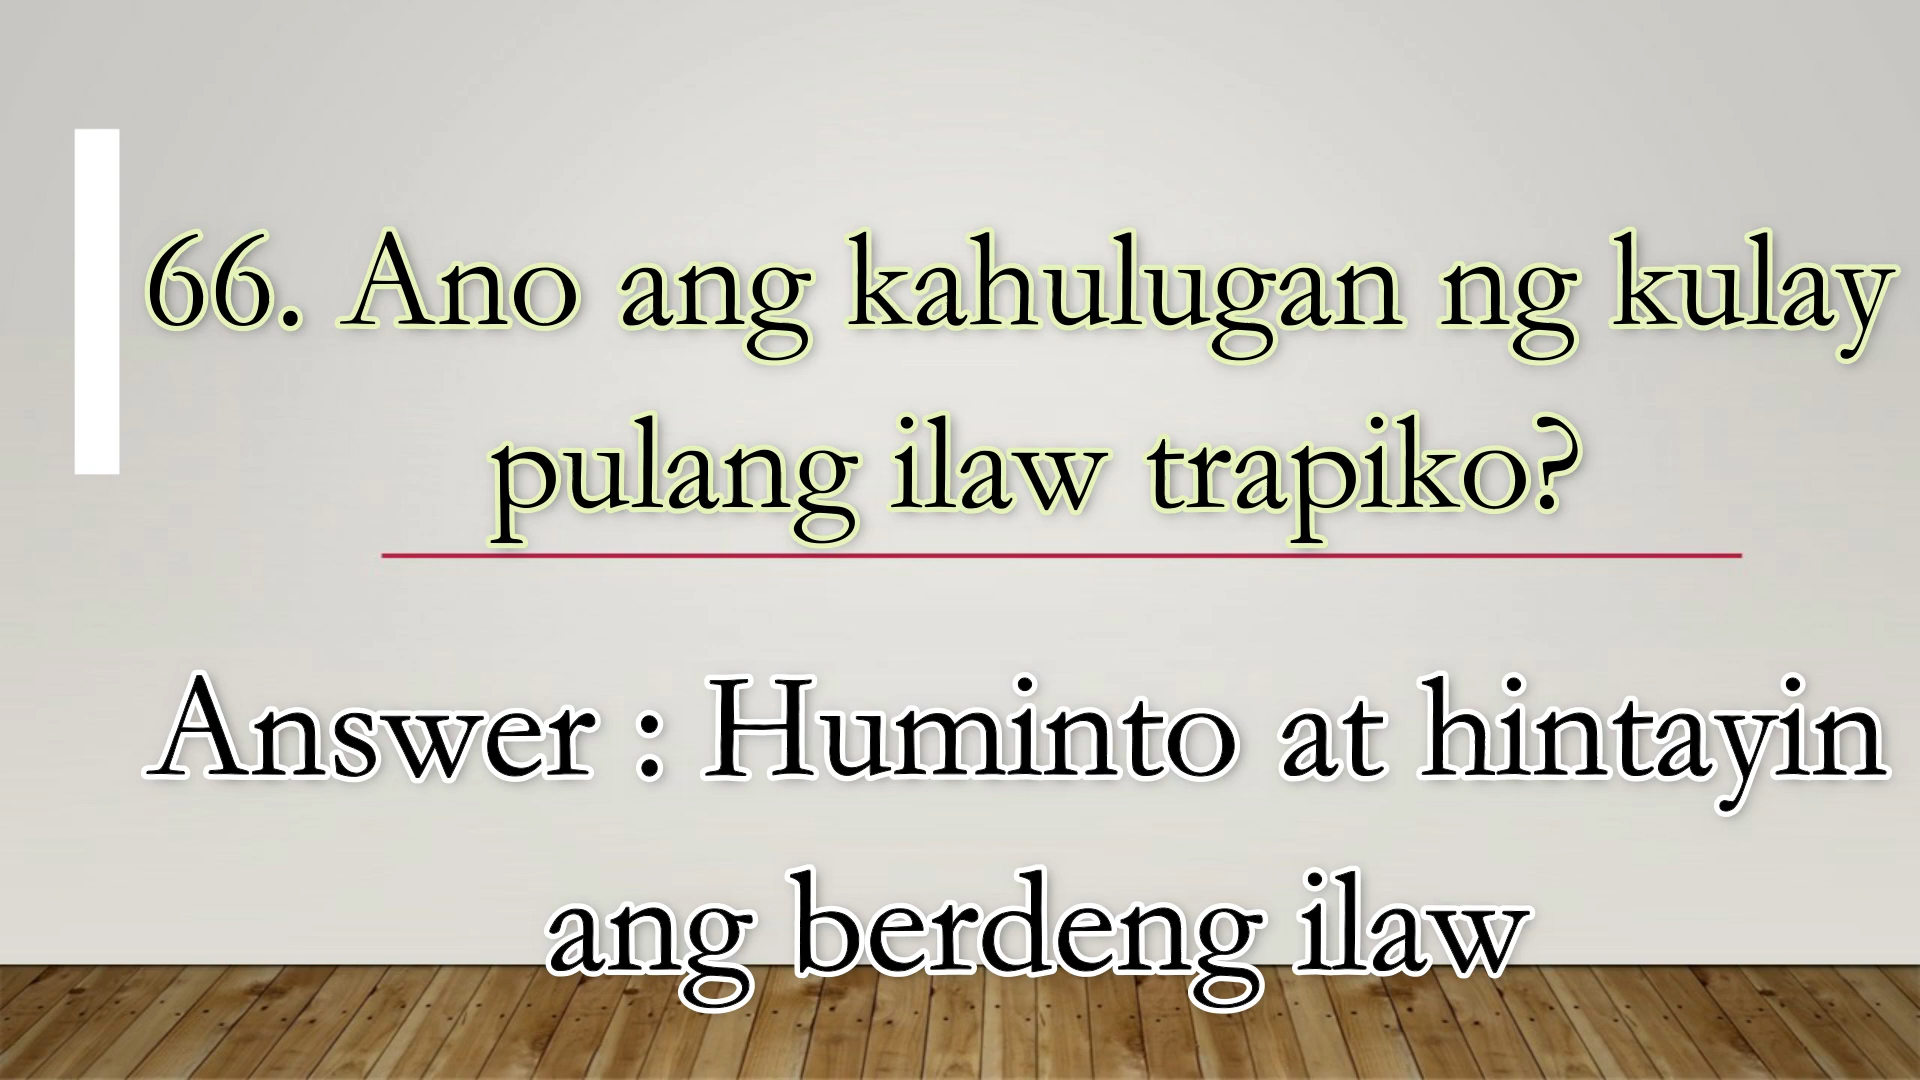 66. Ano ang kahulugan ng kulay
pulang ilaw trapiko?
Answer : Huminto at hintayin
ang berdeng ilaw